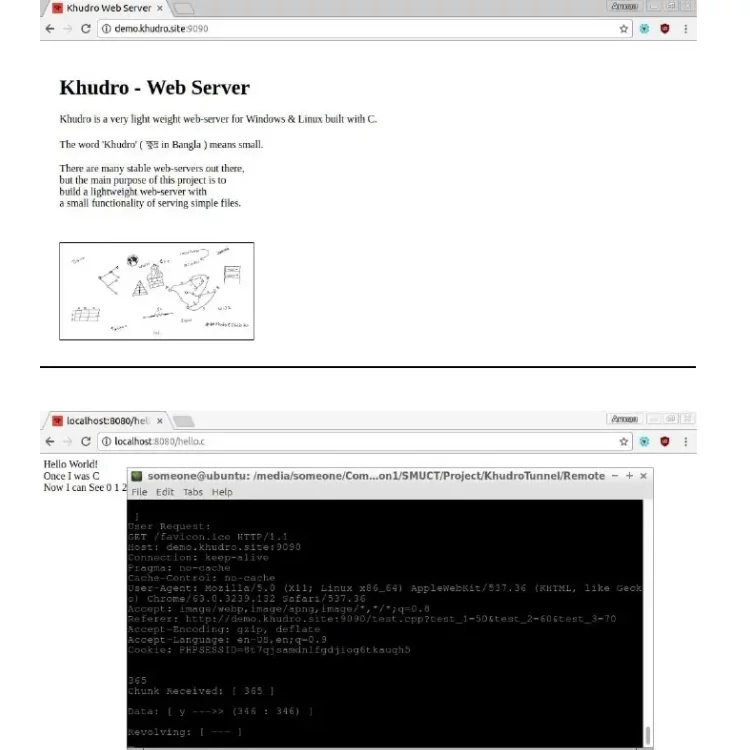 Khudro Web Server
demo.khudro.site:9090
Khudro - Web Server
Khudro is a very light weight web-server for Windows & Linux built with C.
The word 'Khudro' ( ক্ষুদ্র in Bangla ) means small.
There are many stable web-servers out there,
but the main purpose of this project is to
build a lightweight web-server with
a small functionality of serving simple files.
localhost:8080/hel
localhost:8080/hello.c
Hello World!
Once I was C
Now I can See 0 1 2
someone@ubuntu: /media/someone/Com...on1/SMUCT/Project/KhudroTunnel/Remote
File Edit Tabs Help
]
User Request:
GET /favicon.ico HTTP/1.1
Host: demo.khudro.site:9090
Connection: keep-alive
Pragma: no-cache
Cache-Control: no-cache
User-Agent: Mozilla/5.0 (X11; Linux x86_64) AppleWebKit/537.36 (KHTML, like Geck
o) Chrome/63.0.3239.132 Safari/537.36
Accept: image/webp,image/apng,image/*,*/*;q=0.8
Referer: http://demo.khudro.site:9090/test.cpp?test_1=50&test_2=60&test_3=70
Accept-Encoding: gzip, deflate
Accept-Language: en-US,en;q=0.9
Cookie: PHPSESSID=8t7qjsamdnlfgdjiog6tkauqh5
365
Chunk Received: [ 365 ]
Data: [ y --->> (346 : 346) ]
Revolving: [ --- ]